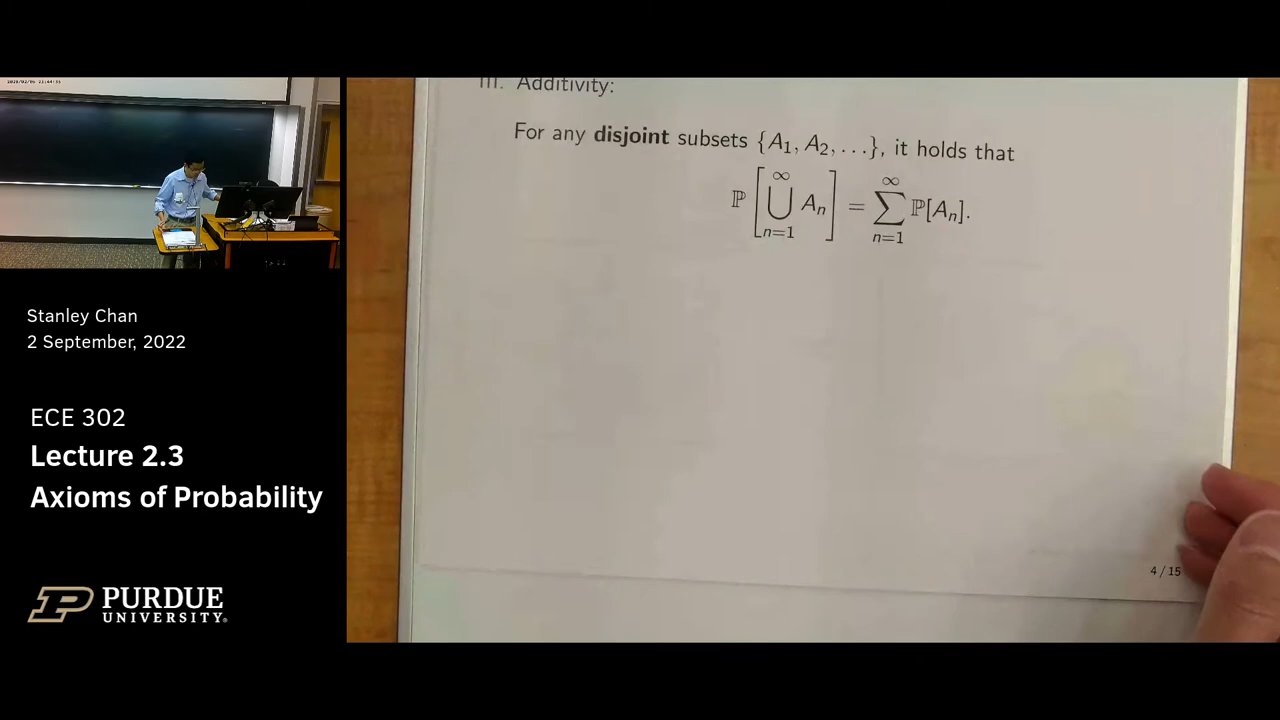 Stanley Chan
2 September, 2022
ECE 302
Lecture 2.3
Axioms of Probability
PURDUE
UNIVERSITY.
III. Additivity:
For any disjoint subsets {A₁, A₂, . . .}, it holds that
ℙ [⋃_{n=1}^{∞} Aₙ] = ∑_{n=1}^{∞} ℙ[Aₙ].
4 / 15